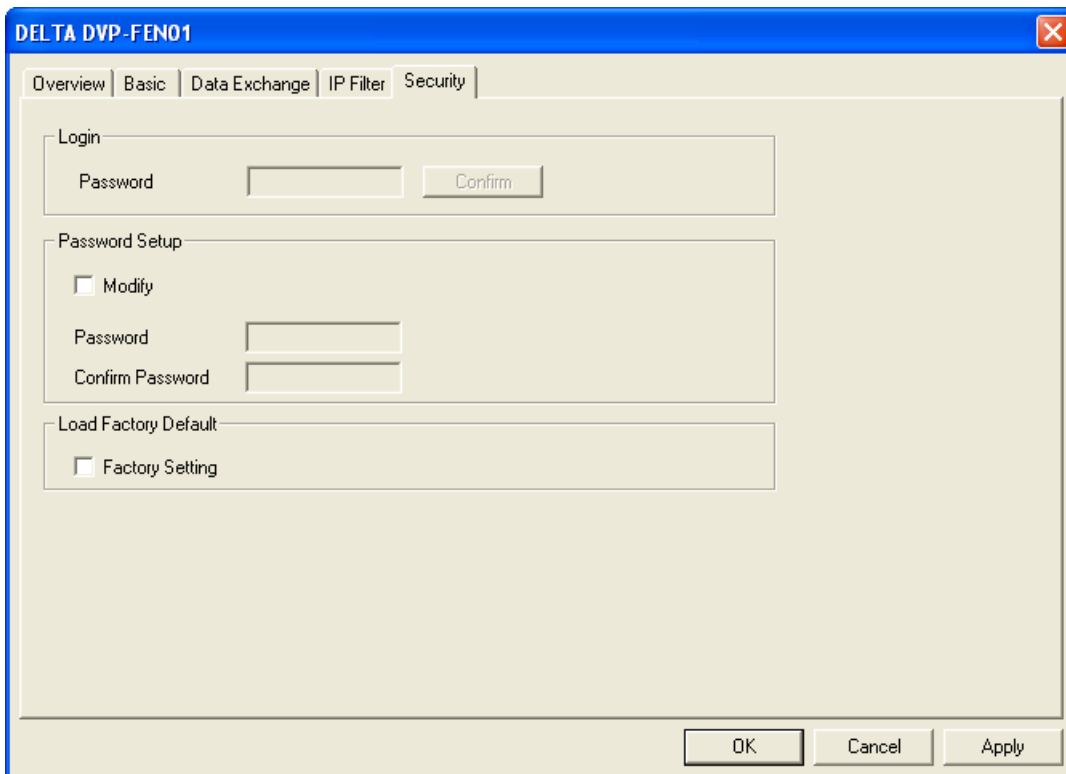 DELTA DVP-FEN01
Overview Basic Data Exchange IP Filter Security
Login
Password Confirm
Password Setup
Modify
Password
Confirm Password
Load Factory Default
Factory Setting
OK Cancel Apply